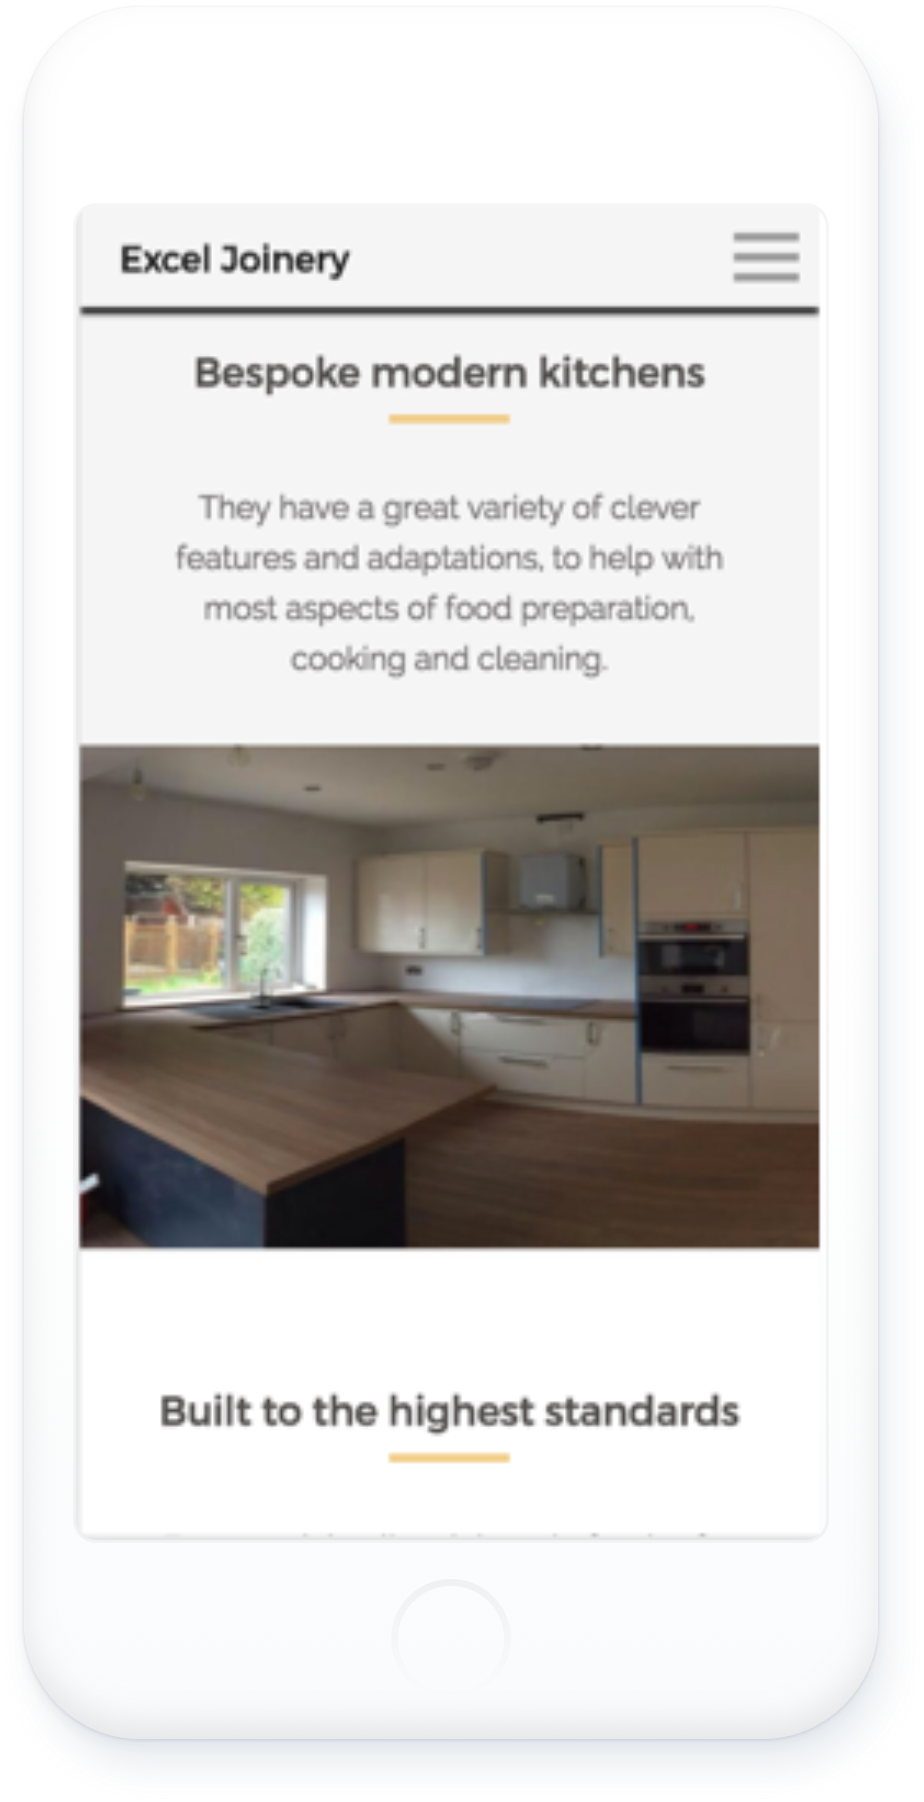 Excel Joinery
Bespoke modern kitchens
They have a great variety of clever
features and adaptations, to help with
most aspects of food preparation,
cooking and cleaning.
Built to the highest standards